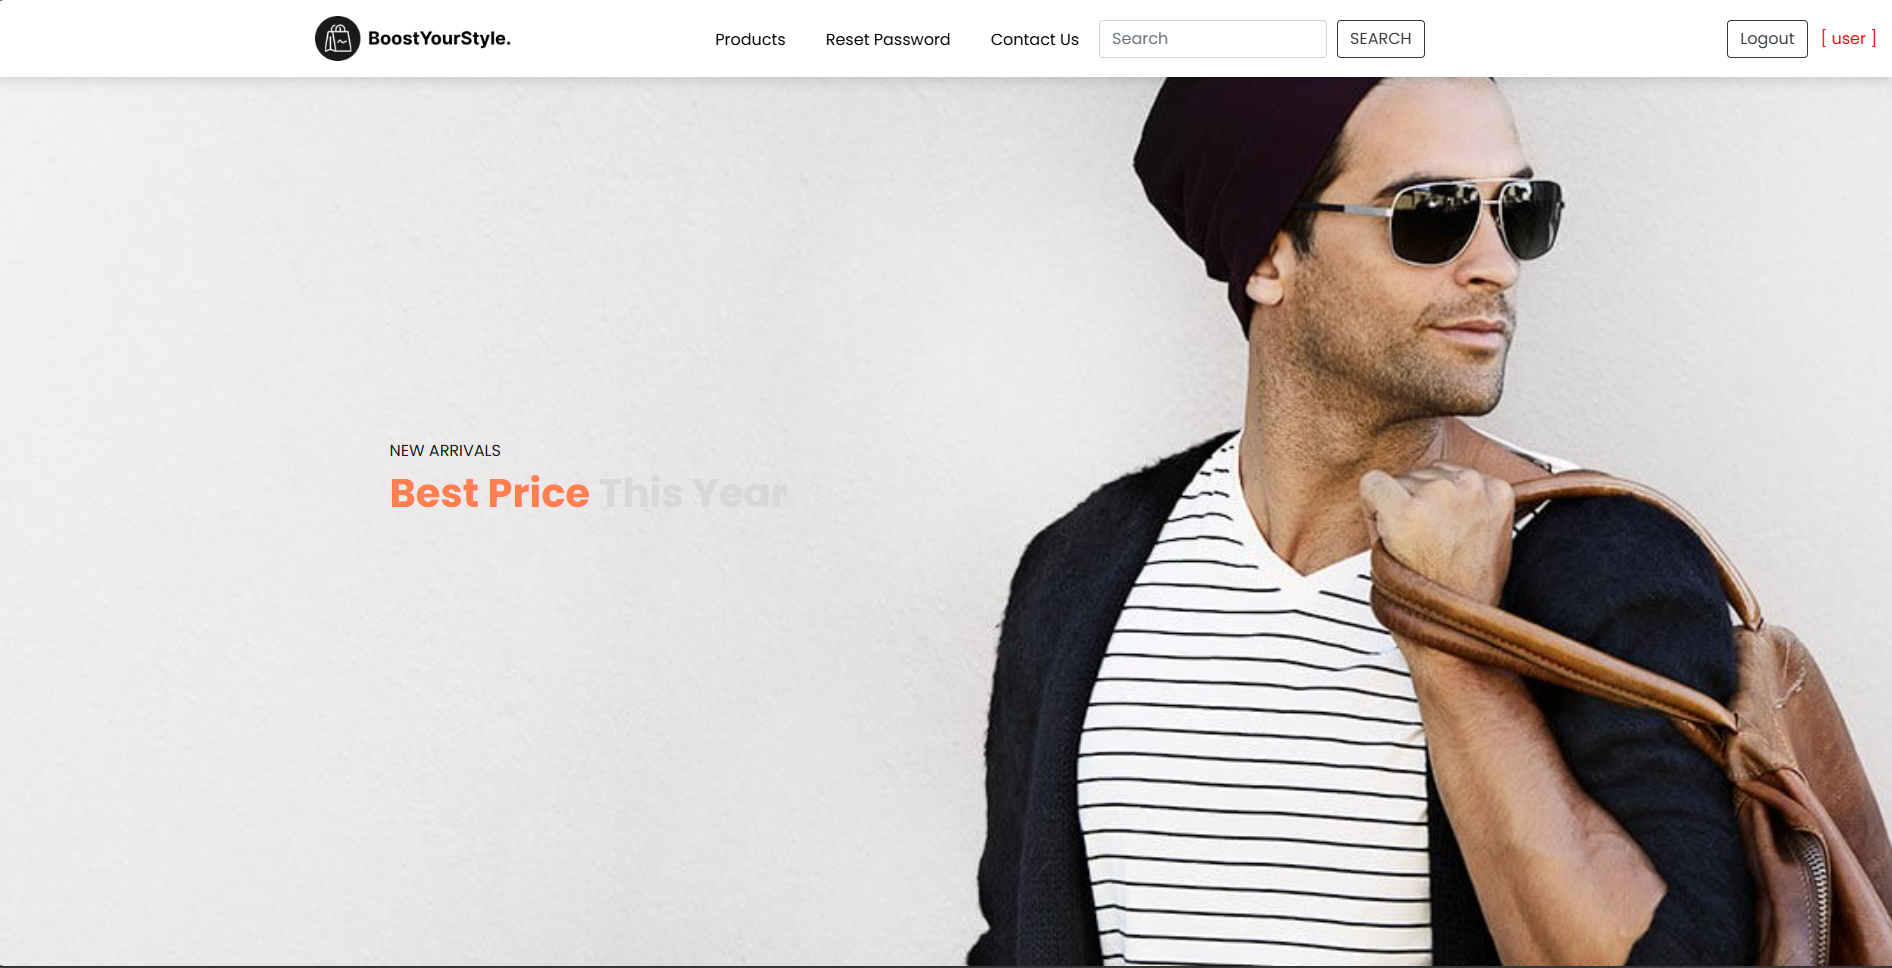 BoostYourStyle.
Products
Reset Password
Contact Us
Search
SEARCH
Logout
[ user ]
NEW ARRIVALS
Best Price This Year